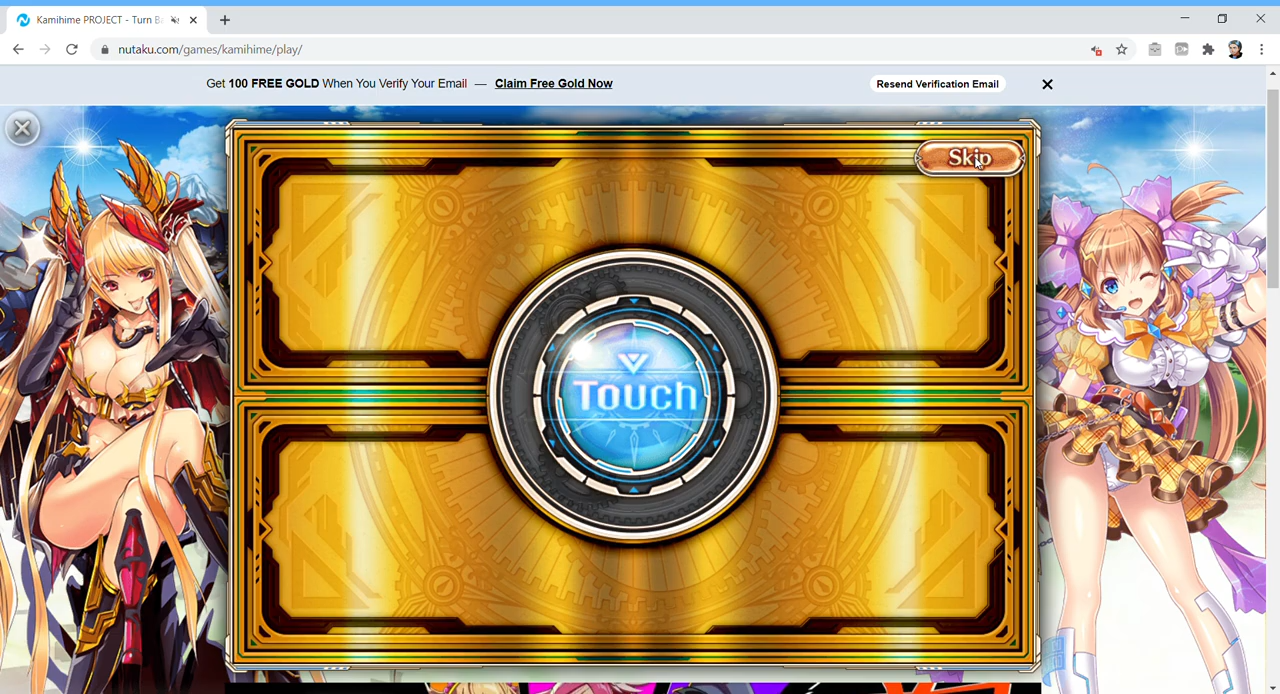 Kamihime PROJECT - Turn Ba
nutaku.com/games/kamihime/play/
Get 100 FREE GOLD When You Verify Your Email — Claim Free Gold Now
Resend Verification Email
Skip
Touch